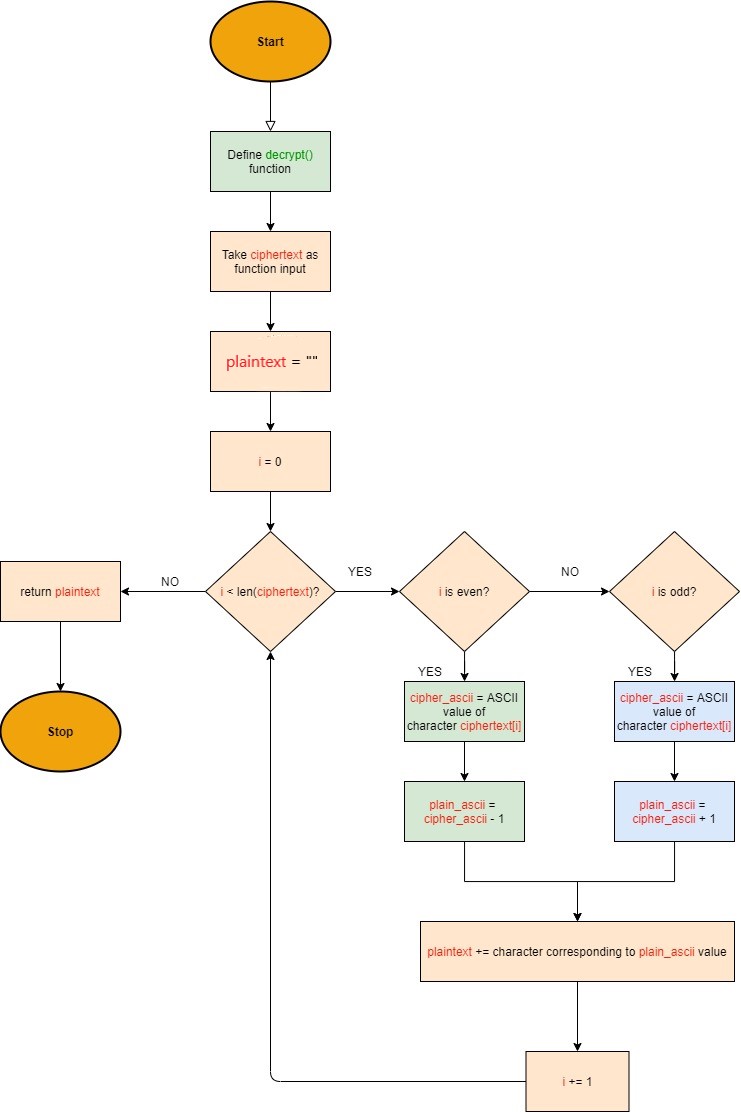 Start
Define decrypt()
function
Take ciphertext as
function input
plaintext = ""
i = 0
i < len(ciphertext)?
NO
return plaintext
Stop
YES
i is even?
NO
i is odd?
YES
cipher_ascii = ASCII
value of
character ciphertext[i]
plain_ascii =
cipher_ascii - 1
YES
cipher_ascii = ASCII
value of
character ciphertext[i]
plain_ascii =
cipher_ascii + 1
plaintext += character corresponding to plain_ascii value
i += 1